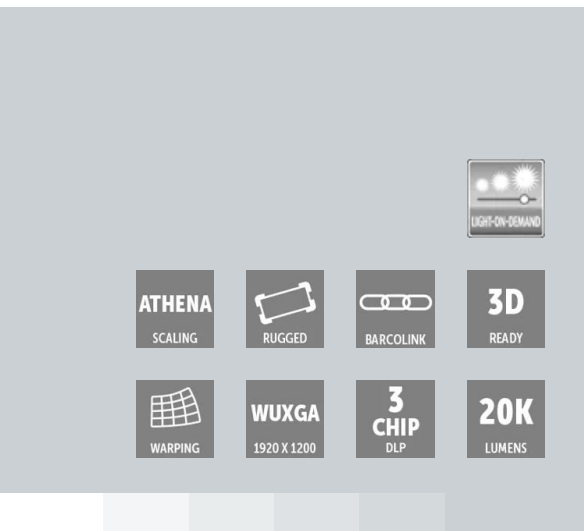 LIGHT-ON-DEMAND
ATHENA
SCALING
RUGGED
BARCOLINK
3D
READY
WARPING
WUXGA
1920 X 1200
3
CHIP
DLP
20K
LUMENS